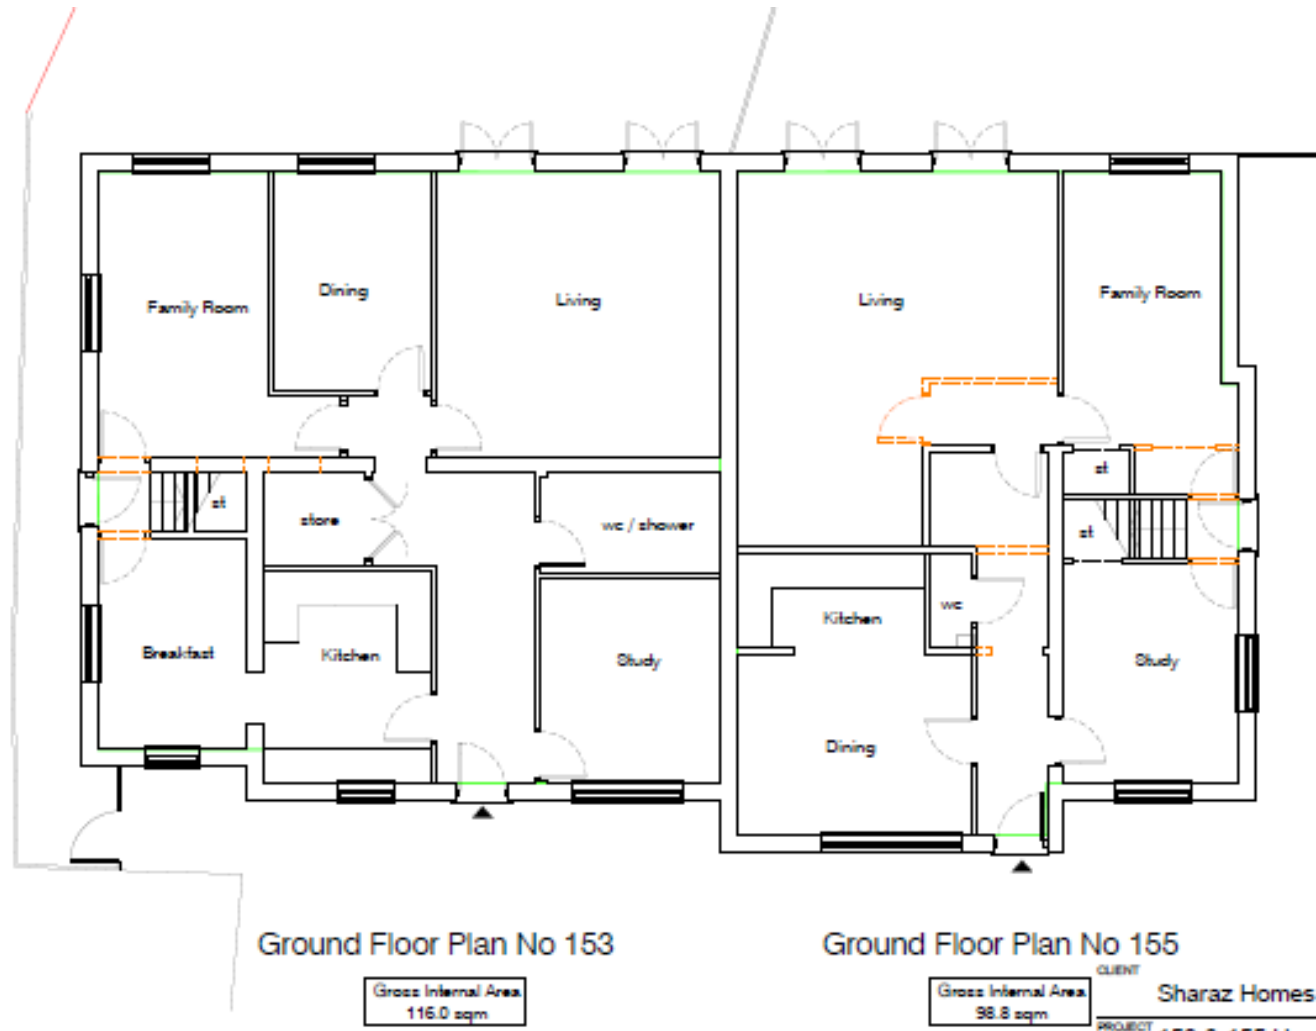 Family Room
Dining
Living
Living
Family Room
st
store
wc / shower
st
st
wc
Breakfast
Kitchen
Study
Kitchen
Study
Dining
Ground Floor Plan No 153
Gross Internal Area
116.0 sqm
Ground Floor Plan No 155
Gross Internal Area
98.8 sqm
CLIENT
Sharaz Homes
PROJECT